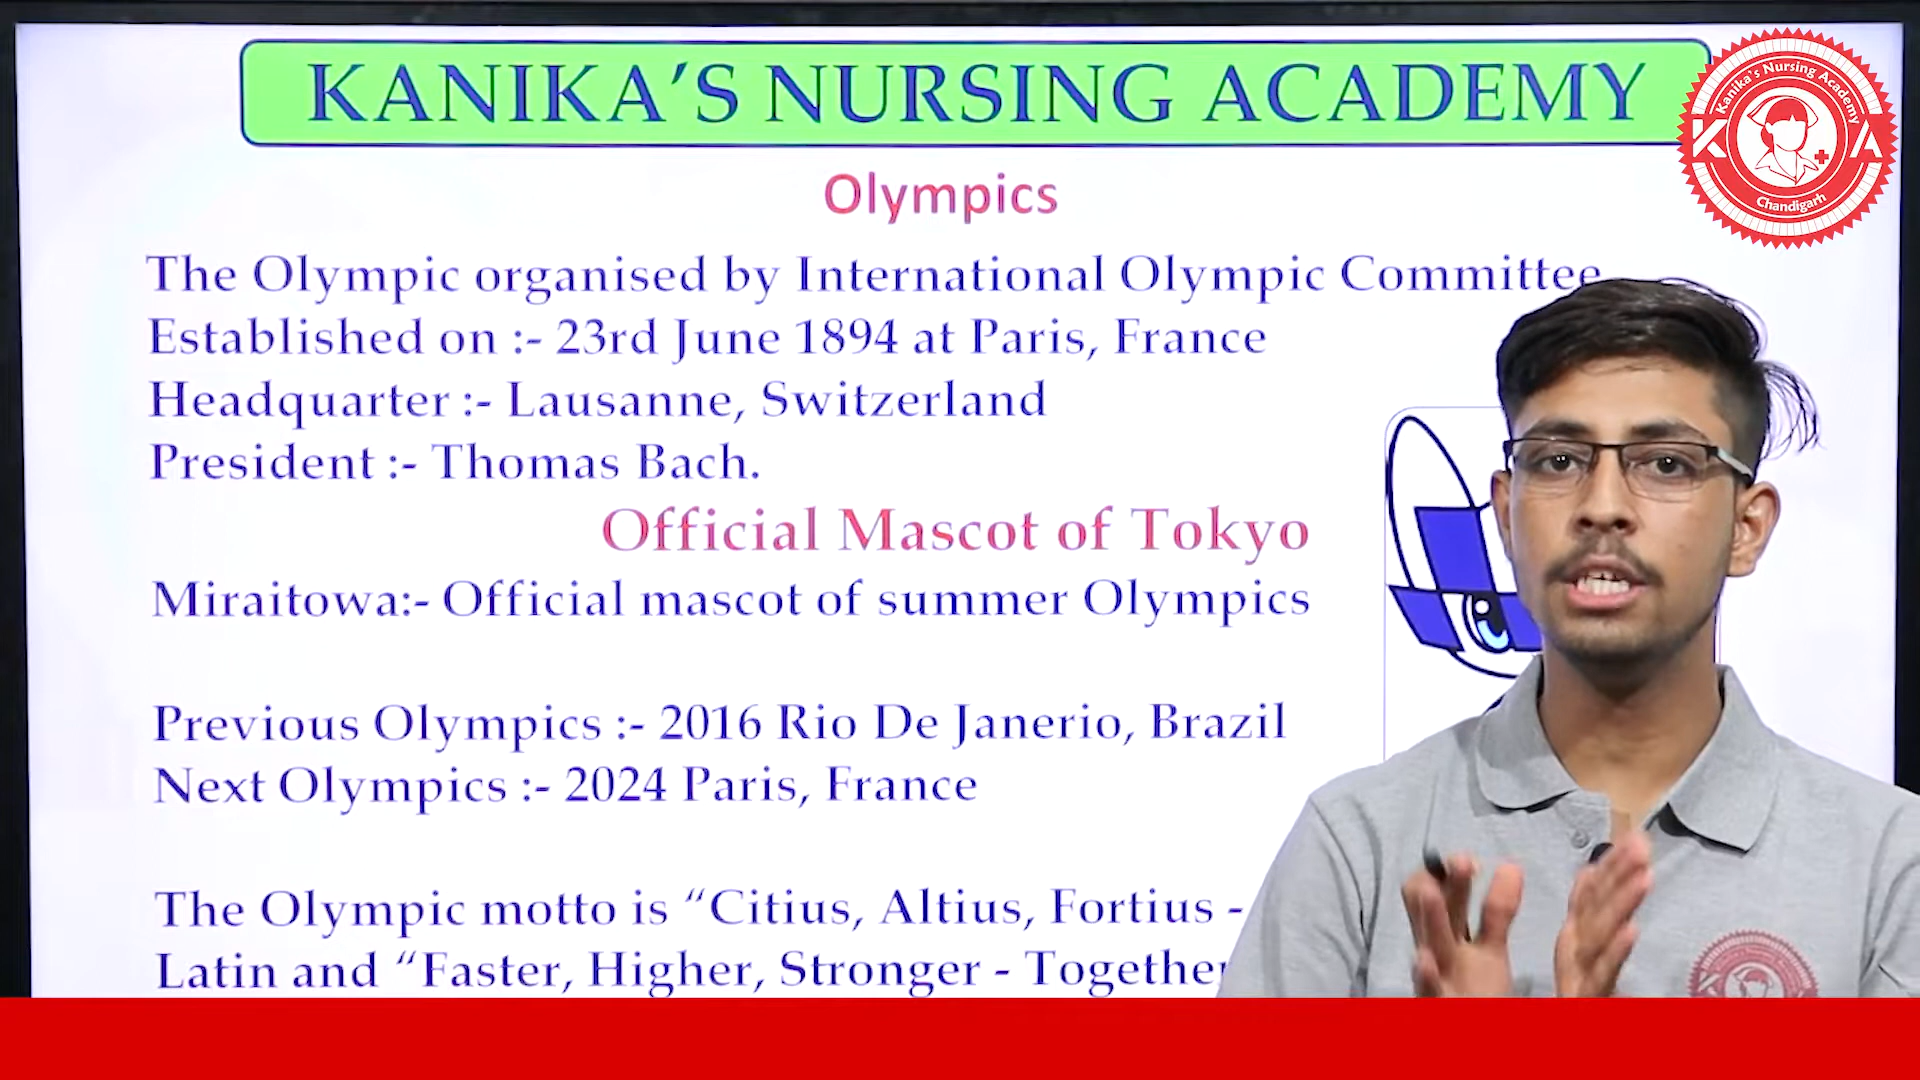 KANIKA’S NURSING ACADEMY
Kanika's Nursing Academy
K A
Chandigarh
Olympics
The Olympic organised by International Olympic Committee
Established on :- 23rd June 1894 at Paris, France
Headquarter :- Lausanne, Switzerland
President :- Thomas Bach.
Official Mascot of Tokyo
Miraitowa:- Official mascot of summer Olympics
Previous Olympics :- 2016 Rio De Janerio, Brazil
Next Olympics :- 2024 Paris, France
The Olympic motto is “Citius, Altius, Fortius -
Latin and “Faster, Higher, Stronger - Together